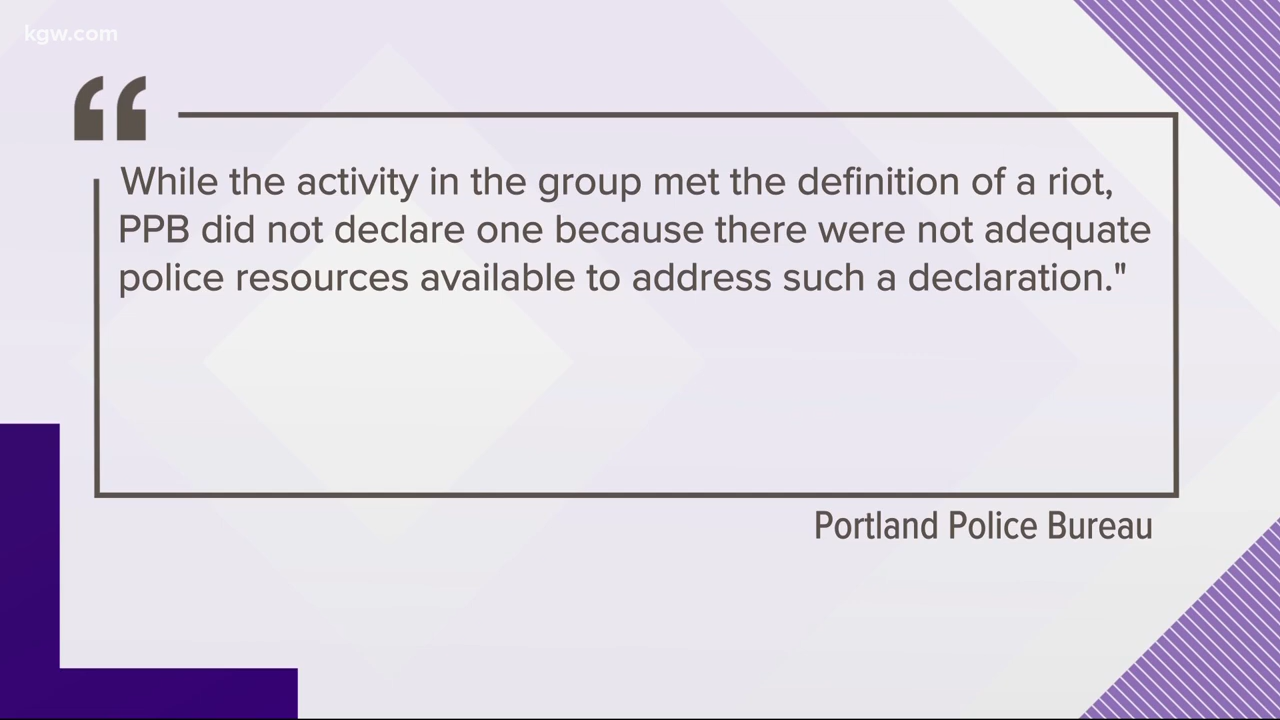 kgw.com
“
While the activity in the group met the definition of a riot,
PPB did not declare one because there were not adequate
police resources available to address such a declaration."
Portland Police Bureau